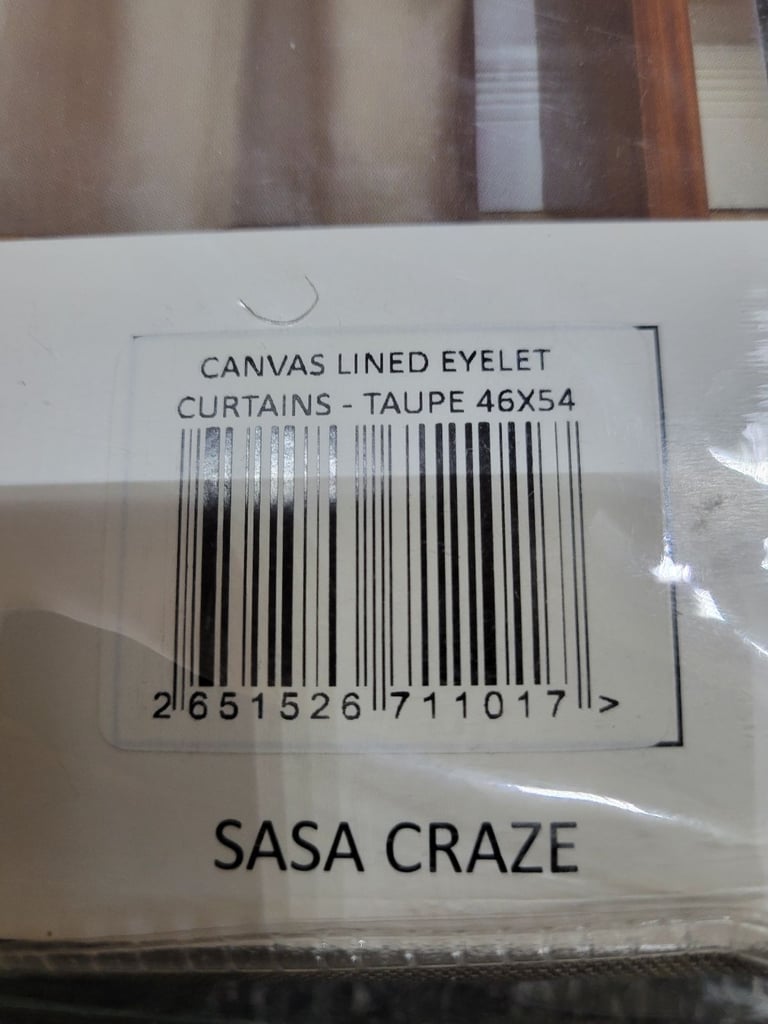 CANVAS LINED EYELET
CURTAINS - TAUPE 46X54
2 651526 711017 >
SASA CRAZE